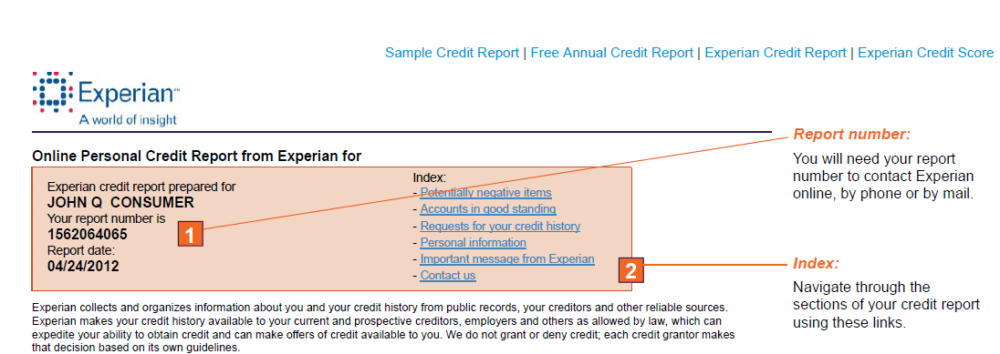 Sample Credit Report | Free Annual Credit Report | Experian Credit Report | Experian Credit Score
Experian
A world of insight
Online Personal Credit Report from Experian for
Experian credit report prepared for
JOHN Q CONSUMER
Your report number is
1562064065
Report date:
04/24/2012
1
Index:
- Potentially negative items
- Accounts in good standing
- Requests for your credit history
- Personal information
- Important message from Experian
- Contact us
2
Report number:
You will need your report
number to contact Experian
online, by phone or by mail.
Index:
Navigate through the
sections of your credit report
using these links.
Experian collects and organizes information about you and your credit history from public records, your creditors and other reliable sources.
Experian makes your credit history available to your current and prospective creditors, employers and others as allowed by law, which can
expedite your ability to obtain credit and can make offers of credit available to you. We do not grant or deny credit; each credit grantor makes
that decision based on its own guidelines.